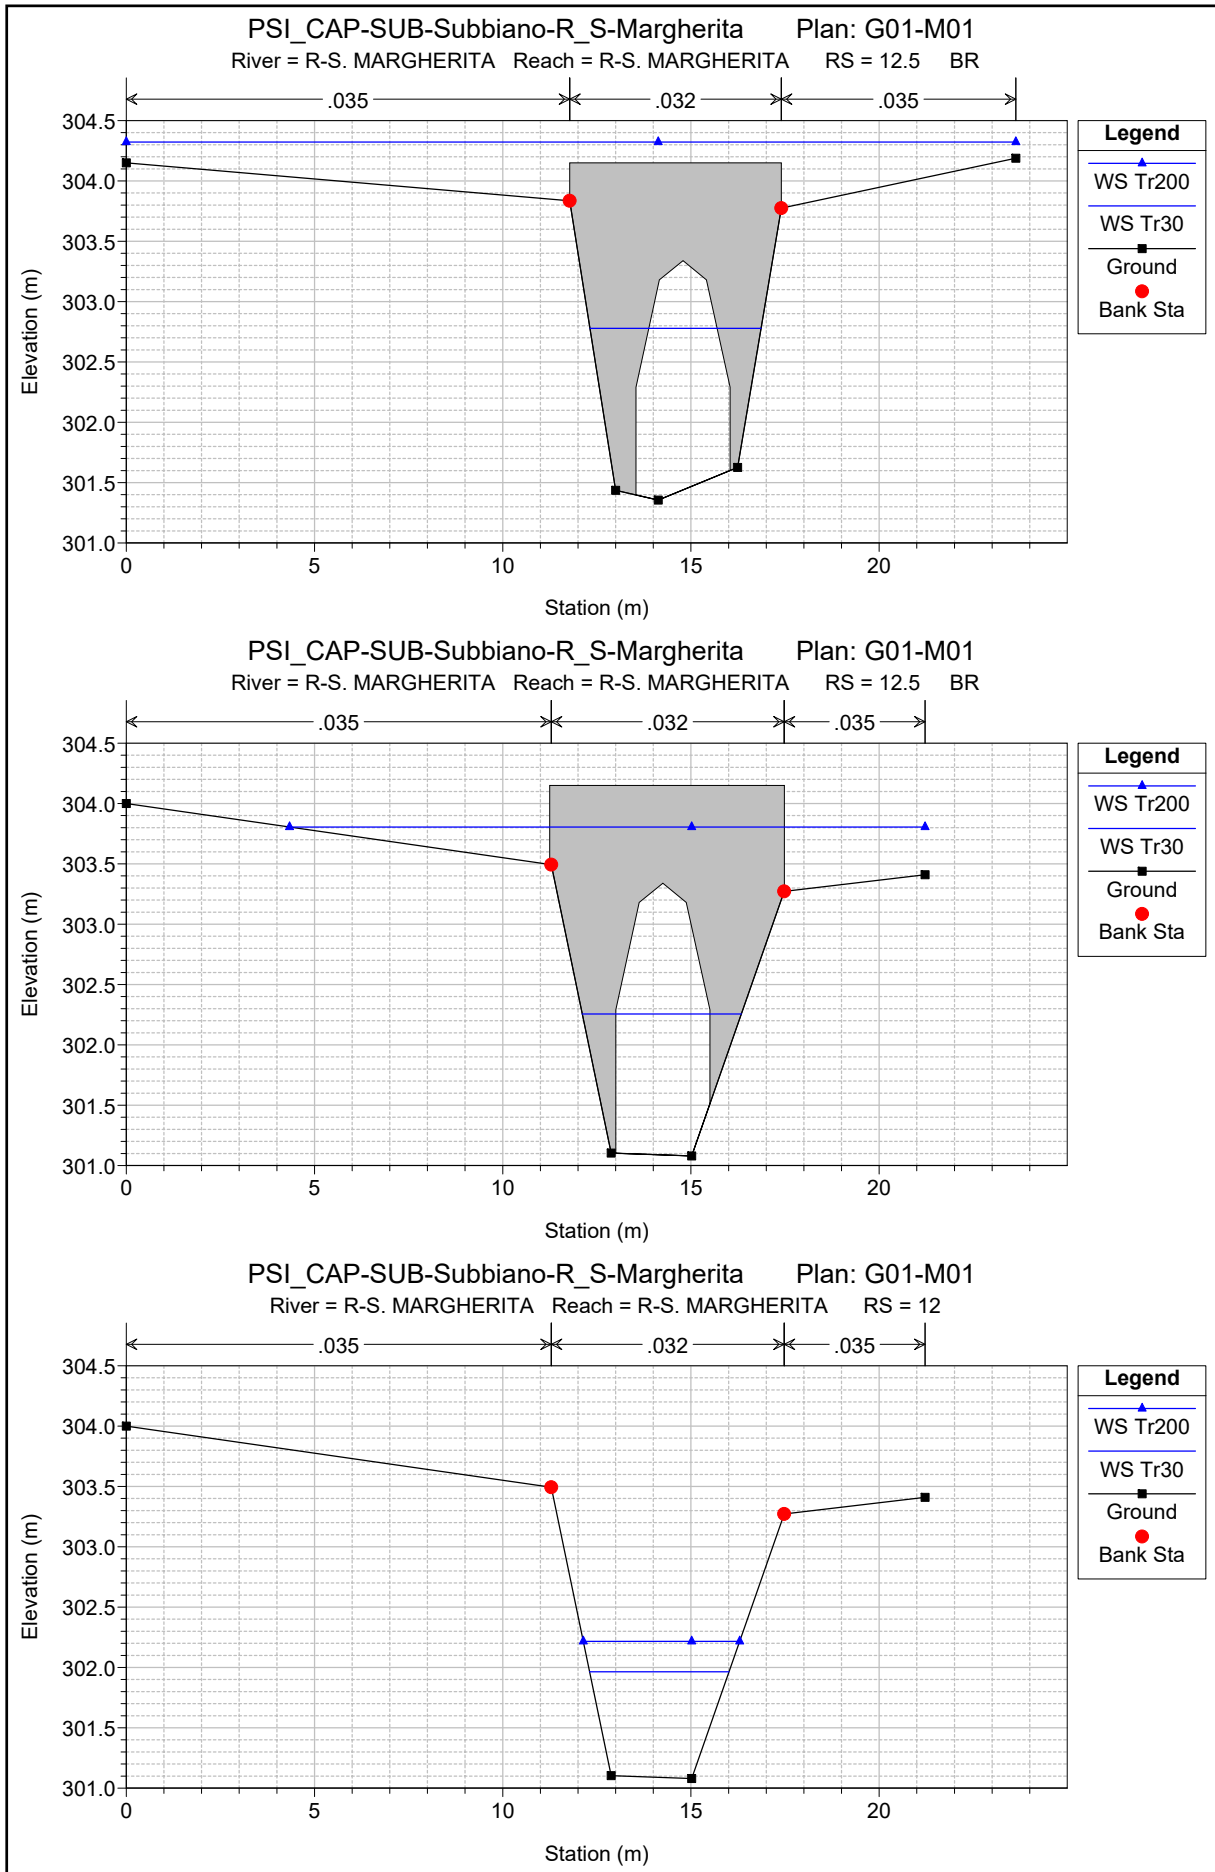 PSI_CAP-SUB-Subbiano-R_S-Margherita Plan: G01-M01
River = R-S. MARGHERITA Reach = R-S. MARGHERITA RS = 12.5 BR
.035 .032 .035
304.5
304.0
303.5
303.0
302.5
302.0
301.5
301.0
Elevation (m)
0 5 10 15 20
Station (m)
Legend
WS Tr200
WS Tr30
Ground
Bank Sta
PSI_CAP-SUB-Subbiano-R_S-Margherita Plan: G01-M01
River = R-S. MARGHERITA Reach = R-S. MARGHERITA RS = 12.5 BR
.035 .032 .035
304.5
304.0
303.5
303.0
302.5
302.0
301.5
301.0
Elevation (m)
0 5 10 15 20
Station (m)
Legend
WS Tr200
WS Tr30
Ground
Bank Sta
PSI_CAP-SUB-Subbiano-R_S-Margherita Plan: G01-M01
River = R-S. MARGHERITA Reach = R-S. MARGHERITA RS = 12
.035 .032 .035
304.5
304.0
303.5
303.0
302.5
302.0
301.5
301.0
Elevation (m)
0 5 10 15 20
Station (m)
Legend
WS Tr200
WS Tr30
Ground
Bank Sta